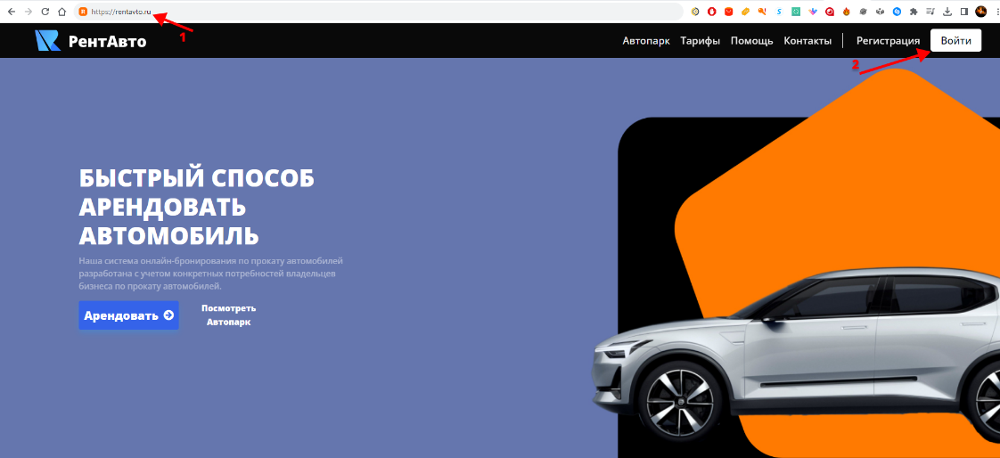 https://rentavto.ru
1
РентАвто
Автопарк Тарифы Помощь Контакты Регистрация Войти
2
БЫСТРЫЙ СПОСОБ
АРЕНДОВАТЬ
АВТОМОБИЛЬ
Наша система онлайн-бронирования по прокату автомобилей
разработана с учетом конкретных потребностей владельцев
бизнеса по прокату автомобилей.
Арендовать
Посмотреть
Автопарк